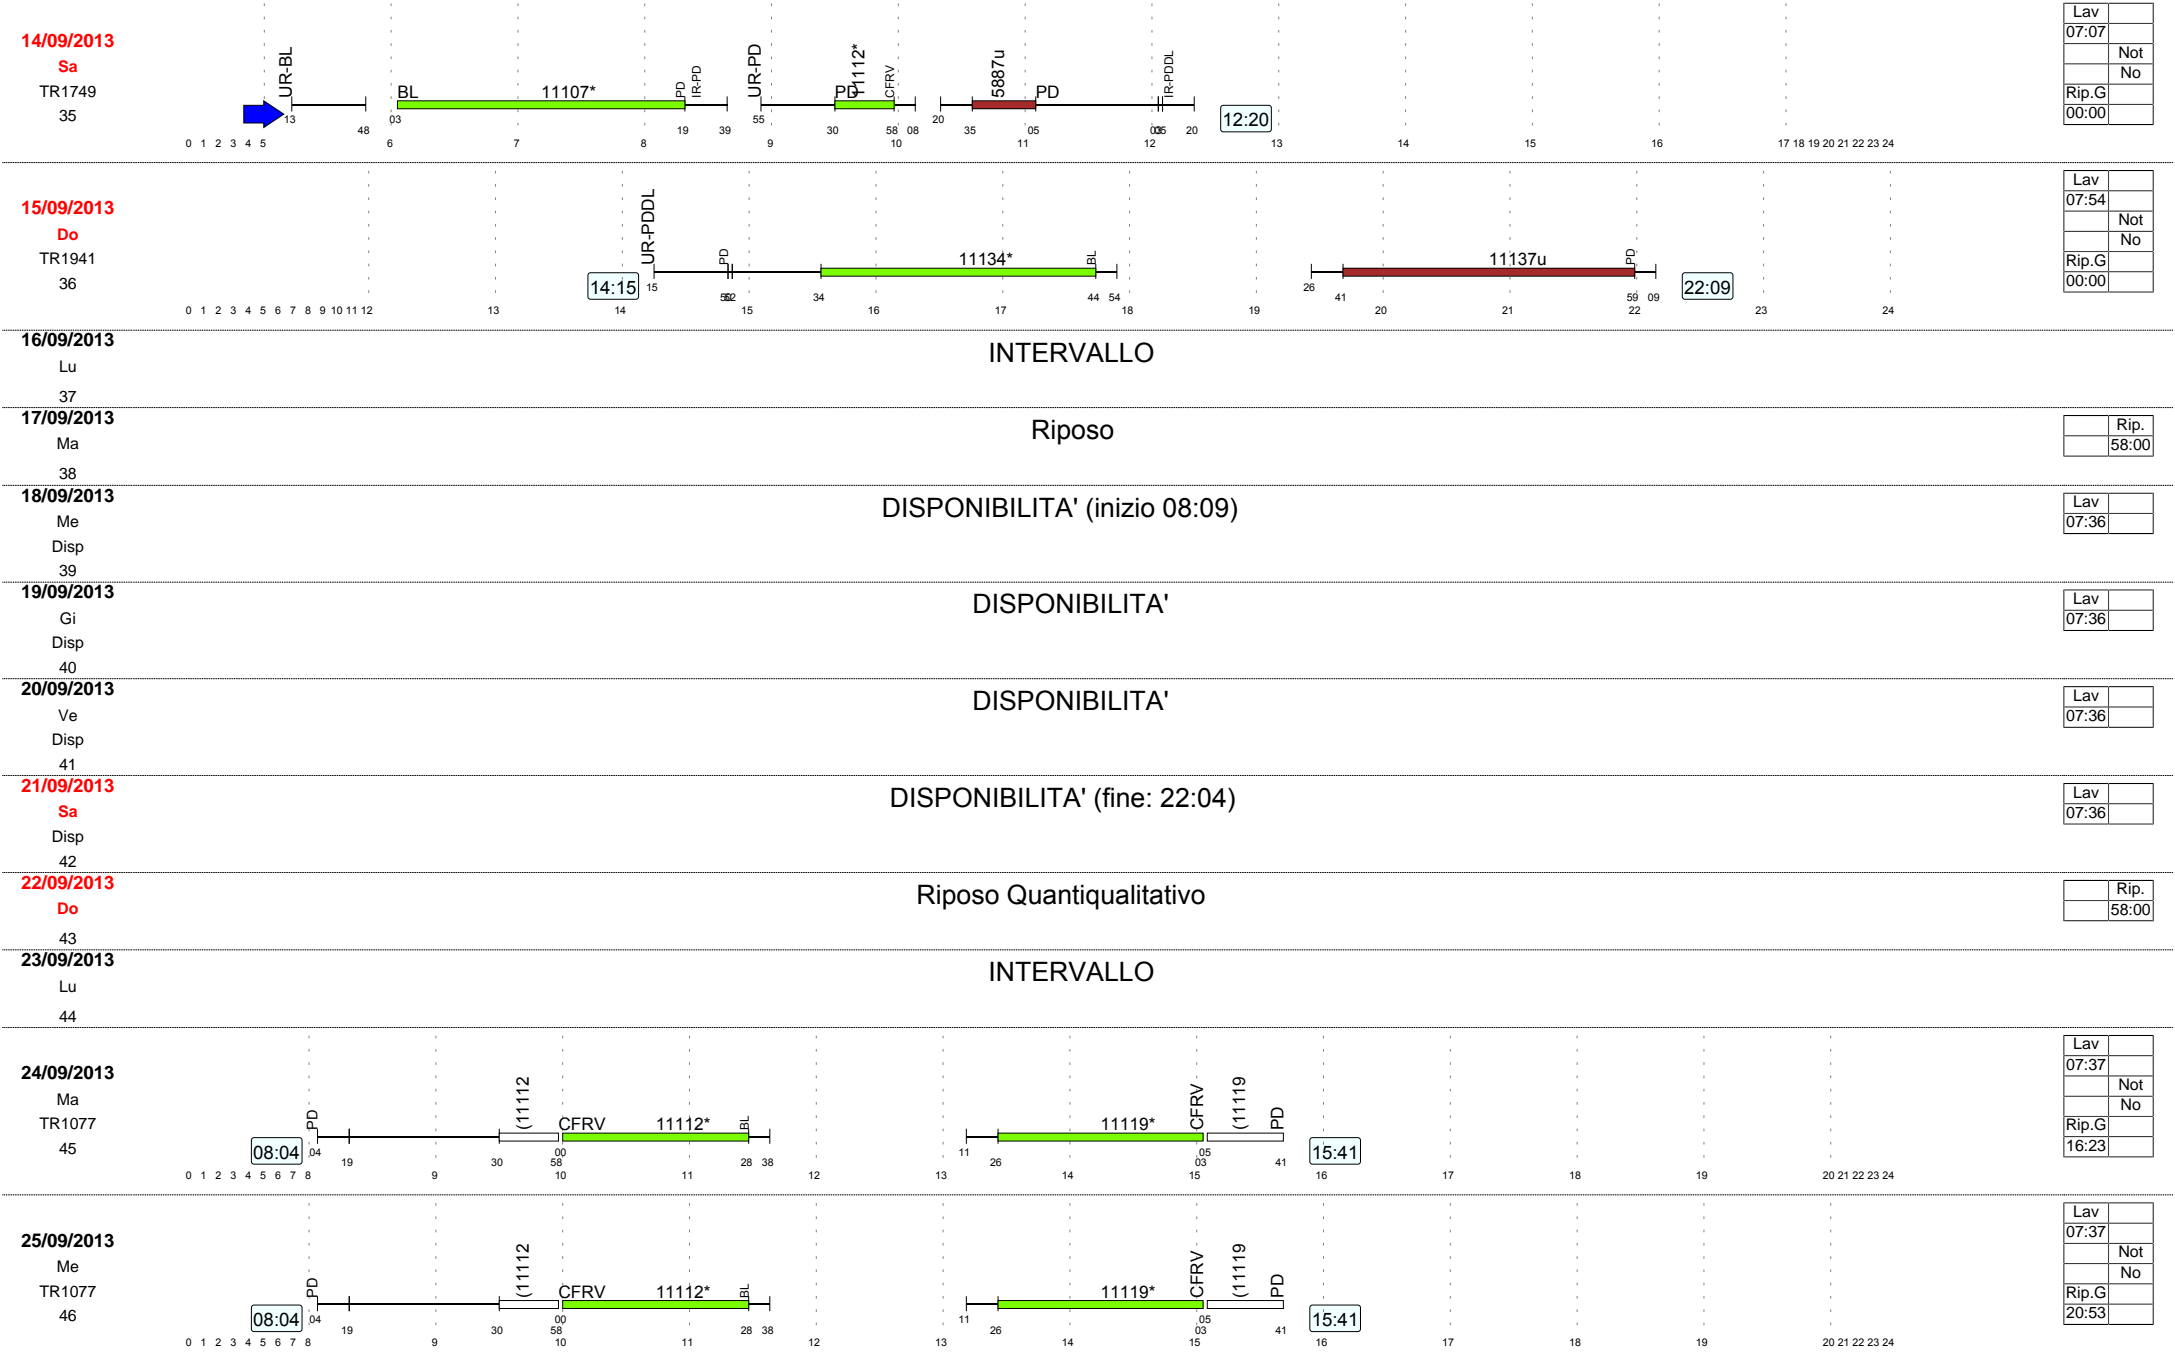 14/09/2013
Sa
TR1749
35
UR-BL
BL
11107*
PD
IR-PD
UR-PD
PD
11112*
CFRV
5887u
PD
IR-PDDL
13 48 03 19 39 55 30 58 08 20 35 05 03 05 20
12:20
0 1 2 3 4 5 6 7 8 9 10 11 12 13 14 15 16 17 18 19 20 21 22 23 24
Lav
07:07
Not
No
Rip.G
00:00
15/09/2013
Do
TR1941
36
UR-PDDL
PD
11134*
BL
11137u
PD
14:15
15 52 34 44 54 26 41 59 09
22:09
0 1 2 3 4 5 6 7 8 9 10 11 12 13 14 15 16 17 18 19 20 21 22 23 24
Lav
07:54
Not
No
Rip.G
00:00
16/09/2013
Lu
37
INTERVALLO
17/09/2013
Ma
38
Riposo
Rip.
58:00
18/09/2013
Me
Disp
39
DISPONIBILITA' (inizio 08:09)
Lav
07:36
19/09/2013
Gi
Disp
40
DISPONIBILITA'
Lav
07:36
20/09/2013
Ve
Disp
41
DISPONIBILITA'
Lav
07:36
21/09/2013
Sa
Disp
42
DISPONIBILITA' (fine: 22:04)
Lav
07:36
22/09/2013
Do
43
Riposo Quantiqualitativo
Rip.
58:00
23/09/2013
Lu
44
INTERVALLO
24/09/2013
Ma
TR1077
45
PD
(11112
CFRV
11112*
BL
11119*
CFRV
(11119
PD
08:04
04 19 30 58 00 28 38 11 26 03 05 41
15:41
0 1 2 3 4 5 6 7 8 9 10 11 12 13 14 15 16 17 18 19 20 21 22 23 24
Lav
07:37
Not
No
Rip.G
16:23
25/09/2013
Me
TR1077
46
PD
(11112
CFRV
11112*
BL
11119*
CFRV
(11119
PD
08:04
04 19 30 58 00 28 38 11 26 03 05 41
15:41
0 1 2 3 4 5 6 7 8 9 10 11 12 13 14 15 16 17 18 19 20 21 22 23 24
Lav
07:37
Not
No
Rip.G
20:53